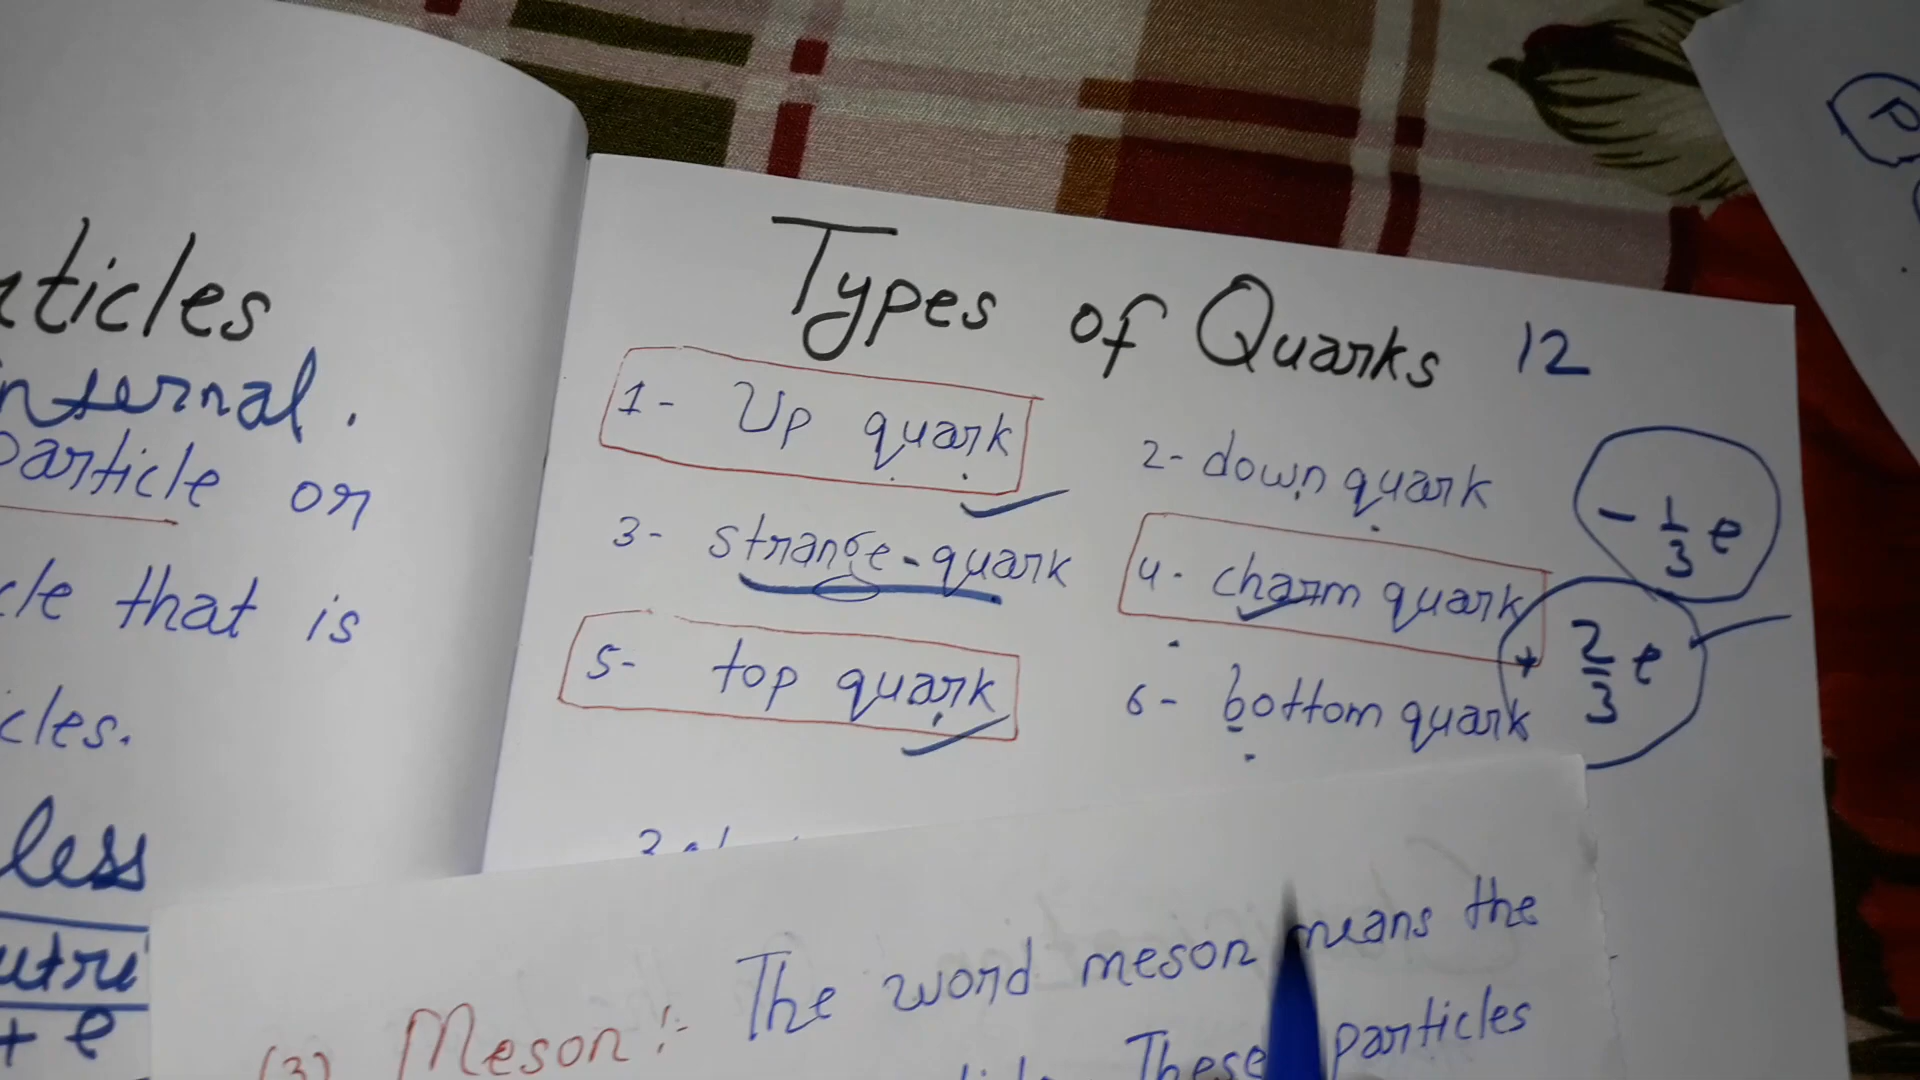 ticles
internal.
particle or
cle that is
cles.
less
utri
+ e
Types of Quarks 12
1- Up quark
2- down quark
- 1/3 e
3- strange-quark
4- charm quark
+ 2/3 e
5- top quark
6- bottom quark
(3) Meson :- The word meson means the
These particles
P